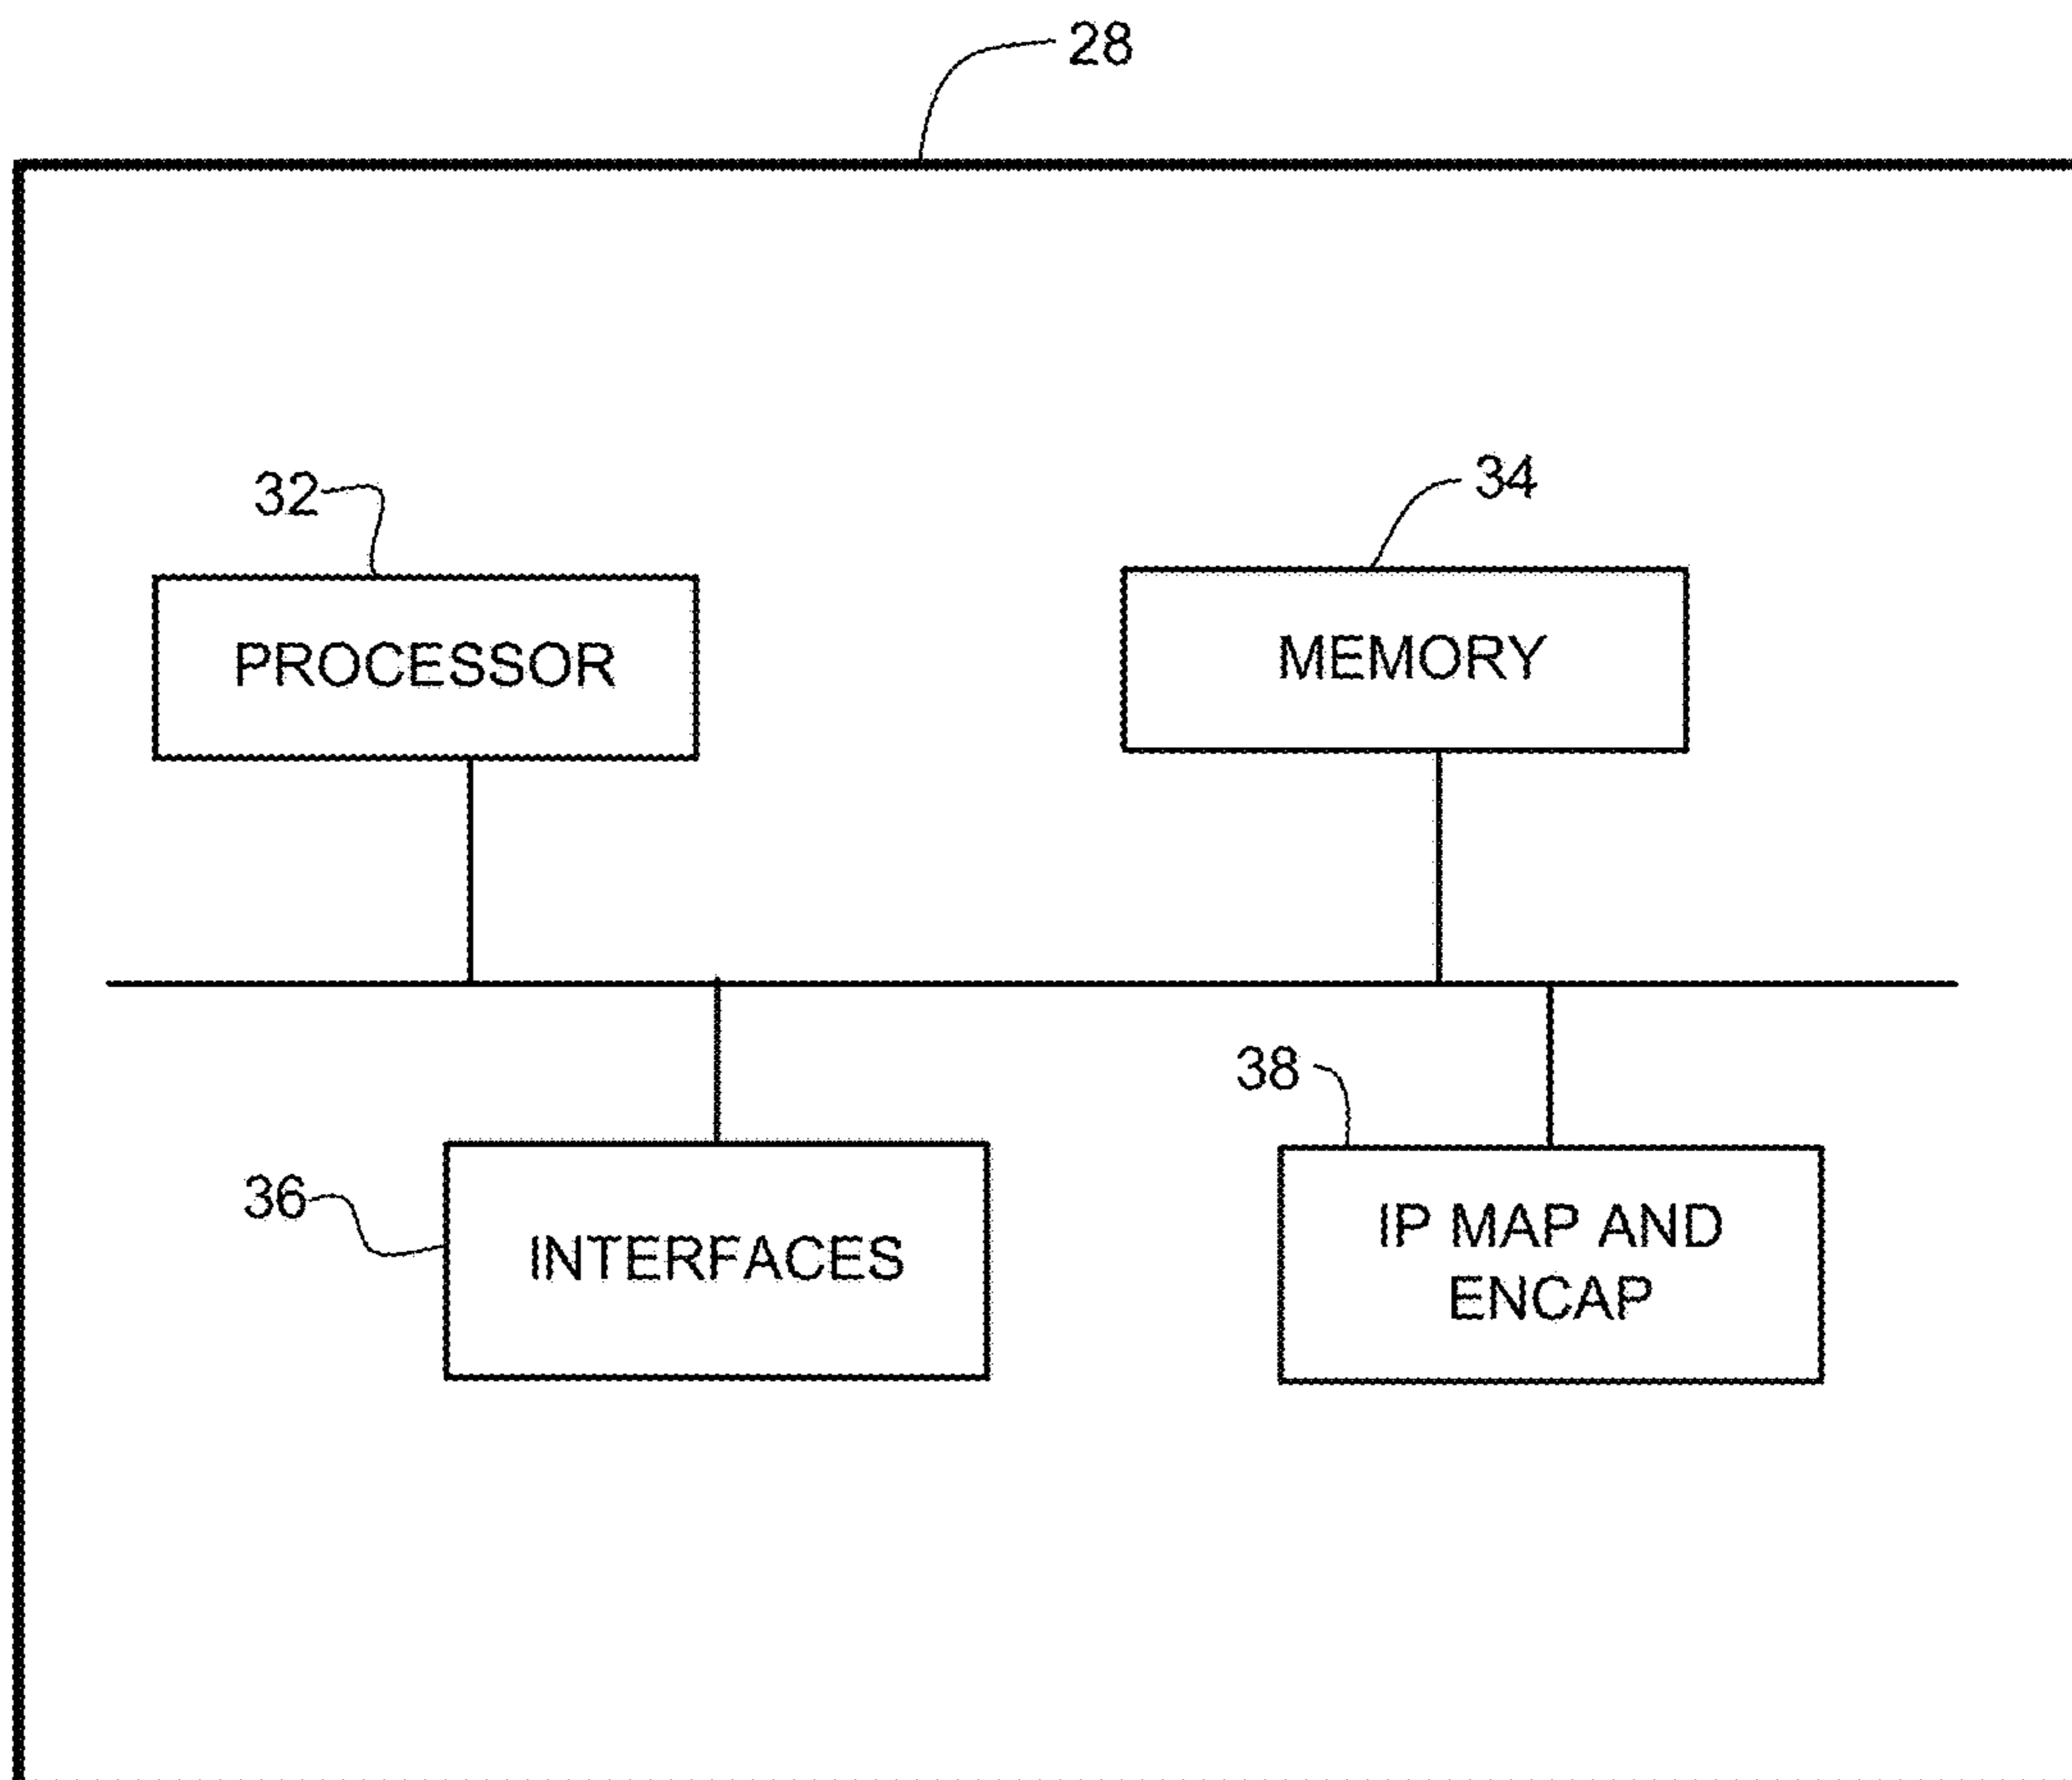 28
32
34
PROCESSOR
MEMORY
38
36
INTERFACES
IP MAP AND
ENCAP